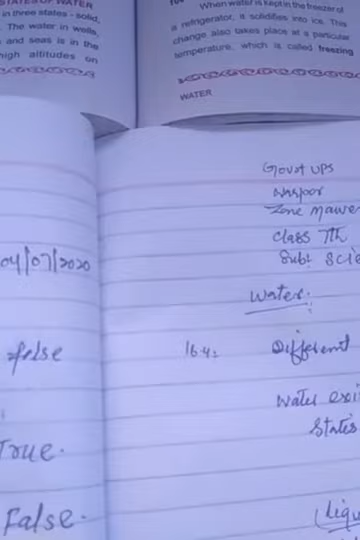 STATES OF WATER
in three states - solid,
The water in wells,
and seas is in the
high altitudes on
When water is kept in the freezer of
a refrigerator, it solidifies into ice. This
change also takes place at a particular
temperature, which is called freezing
WATER
04/07/2020
false
True.
False.
Govt UPS
Zone Mawer
Class 7th
Subt Scie
Water:
16.4:
Different
Water exi
States
(liqu